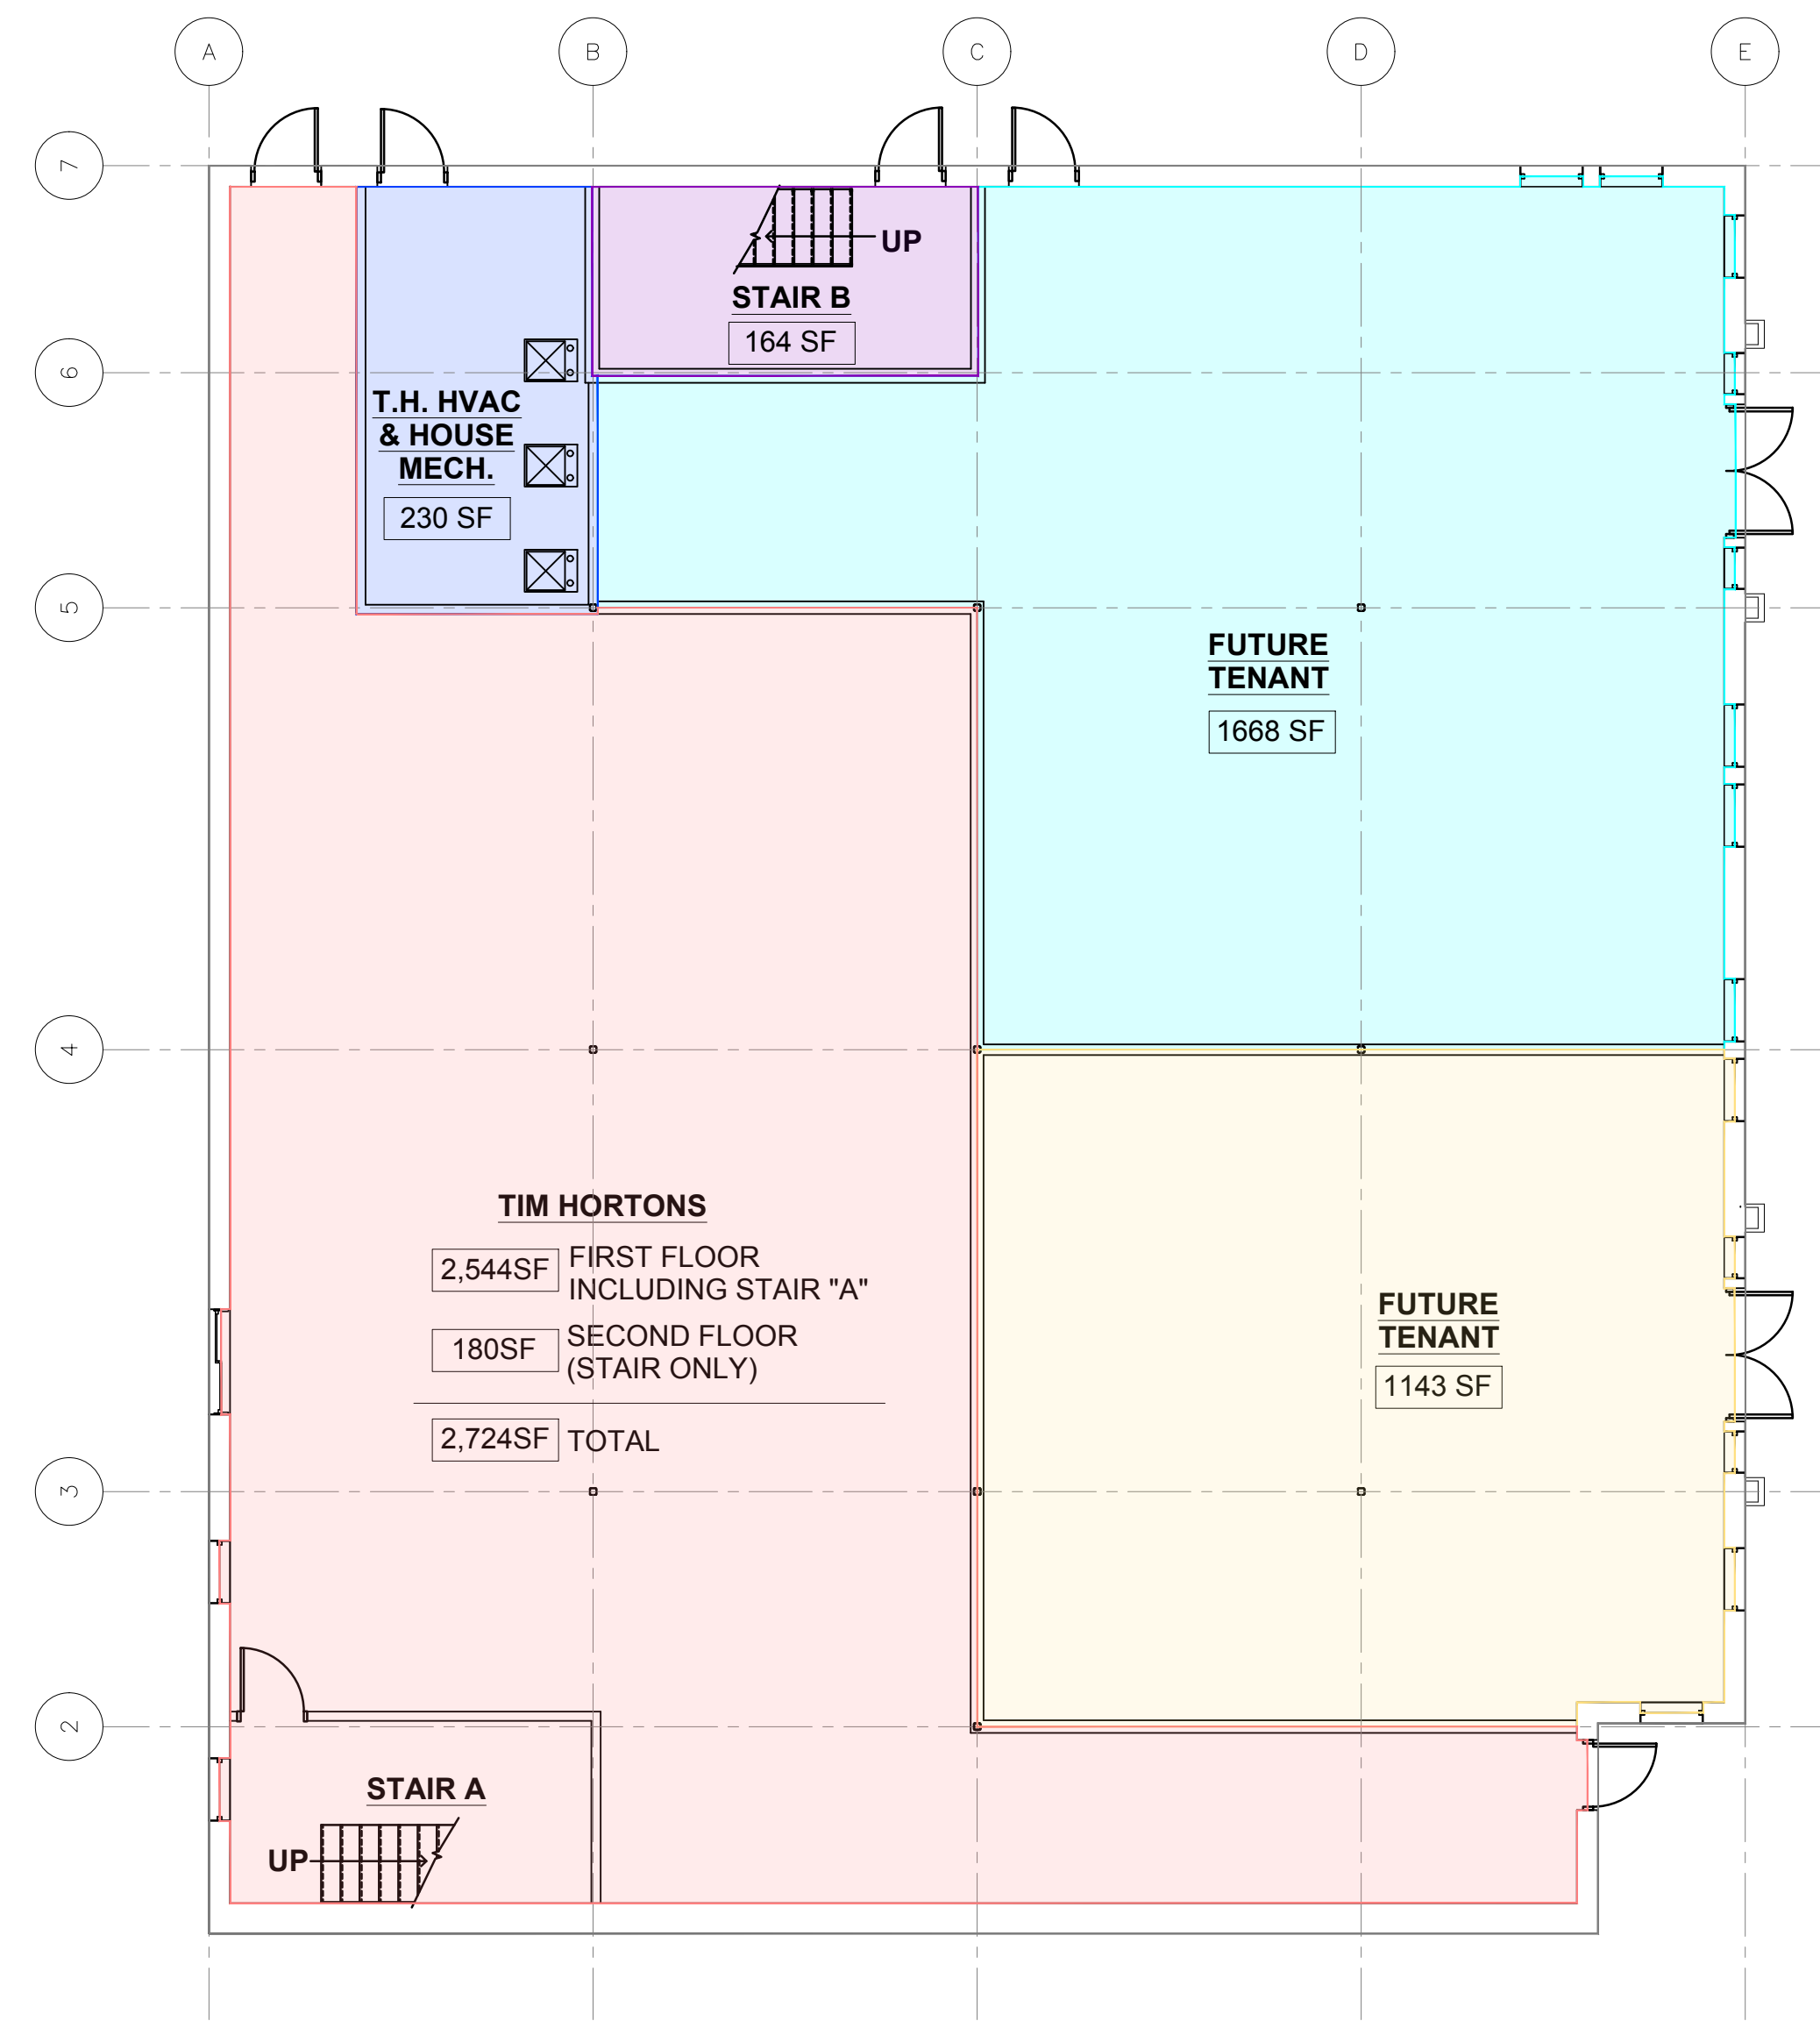 A
B
C
D
E
7
6
5
4
3
2
UP
STAIR B
164 SF
T.H. HVAC
& HOUSE
MECH.
230 SF
FUTURE
TENANT
1668 SF
TIM HORTONS
2,544SF FIRST FLOOR
INCLUDING STAIR "A"
180SF SECOND FLOOR
(STAIR ONLY)
2,724SF TOTAL
FUTURE
TENANT
1143 SF
STAIR A
UP